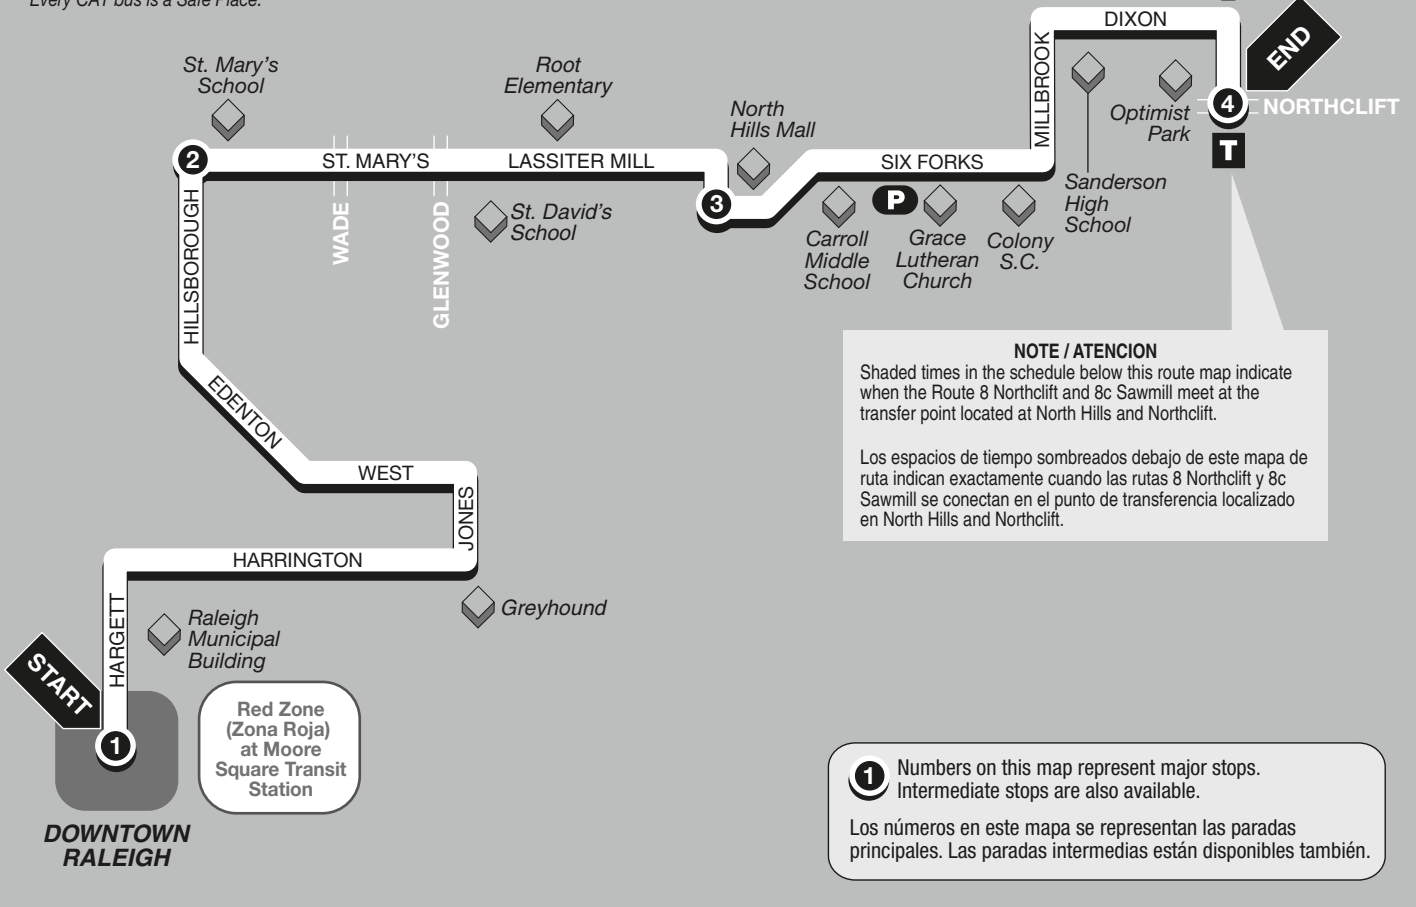 Every CAT bus is a Safe Place.
DIXON
END
MILLBROOK
4
NORTHCLIFT
T
Optimist
Park
Sanderson
High
School
St. Mary's
School
Root
Elementary
North
Hills Mall
2
ST. MARY'S
LASSITER MILL
SIX FORKS
3
P
WADE
GLENWOOD
St. David's
School
Carroll
Middle
School
Grace
Lutheran
Church
Colony
S.C.
HILLSBOROUGH
EDENTON
WEST
JONES
HARRINGTON
HARGETT
Greyhound
Raleigh
Municipal
Building
START
1
Red Zone
(Zona Roja)
at Moore
Square Transit
Station
DOWNTOWN
RALEIGH
NOTE / ATENCION
Shaded times in the schedule below this route map indicate
when the Route 8 Northclift and 8c Sawmill meet at the
transfer point located at North Hills and Northclift.
Los espacios de tiempo sombreados debajo de este mapa de
ruta indican exactamente cuando las rutas 8 Northclift y 8c
Sawmill se conectan en el punto de transferencia localizado
en North Hills and Northclift.
1 Numbers on this map represent major stops.
Intermediate stops are also available.
Los números en este mapa se representan las paradas
principales. Las paradas intermedias están disponibles también.